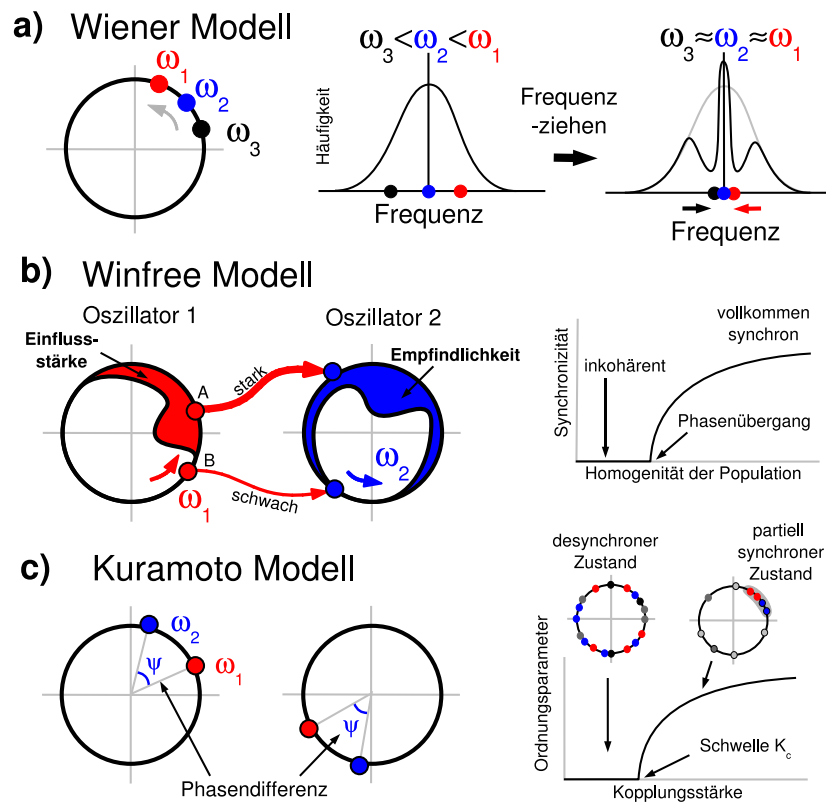 a) Wiener Modell
ω1
ω2
ω3
Häufigkeit
ω3<ω2<ω1
Frequenz
Frequenz
-ziehen
ω3≈ω2≈ω1
Frequenz
b) Winfree Modell
Oszillator 1
Einfluss-
stärke
A
B
ω1
stark
schwach
Oszillator 2
Empfindlichkeit
ω2
Synchronizität
vollkommen
synchron
inkohärent
Phasenübergang
Homogenität der Population
c) Kuramoto Modell
ω2
ψ
ω1
ψ
Phasendifferenz
desynchroner
Zustand
partiell
synchroner
Zustand
Ordnungsparameter
Schwelle Kc
Kopplungsstärke